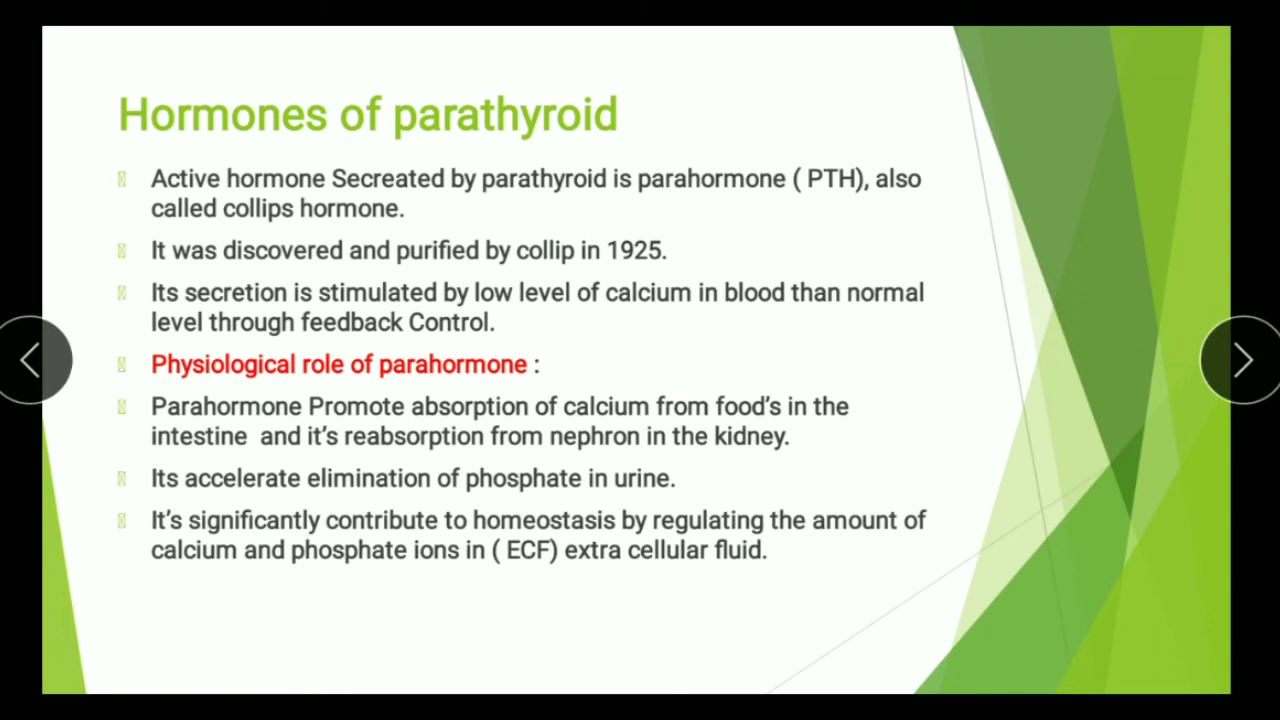 Hormones of parathyroid
Active hormone Secreated by parathyroid is parahormone ( PTH), also
called collips hormone.
It was discovered and purified by collip in 1925.
Its secretion is stimulated by low level of calcium in blood than normal
level through feedback Control.
Physiological role of parahormone :
Parahormone Promote absorption of calcium from food’s in the
intestine  and it’s reabsorption from nephron in the kidney.
Its accelerate elimination of phosphate in urine.
It’s significantly contribute to homeostasis by regulating the amount of
calcium and phosphate ions in ( ECF) extra cellular fluid.